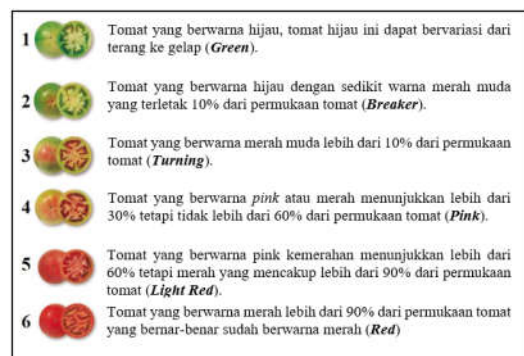 1 Tomat yang berwarna hijau, tomat hijau ini dapat bervariasi dari
terang ke gelap (Green).
2 Tomat yang berwarna hijau dengan sedikit warna merah muda
yang terletak 10% dari permukaan tomat (Breaker).
3 Tomat yang berwarna merah muda lebih dari 10% dari permukaan
tomat (Turning).
4 Tomat yang berwarna pink atau merah menunjukkan lebih dari
30% tetapi tidak lebih dari 60% dari permukaan tomat (Pink).
5 Tomat yang berwarna pink kemerahan menunjukkan lebih dari
60% tetapi merah yang mencakup lebih dari 90% dari permukaan
tomat (Light Red).
6 Tomat yang berwarna merah lebih dari 90% dari permukaan tomat
yang bernar-benar sudah berwarna merah (Red)